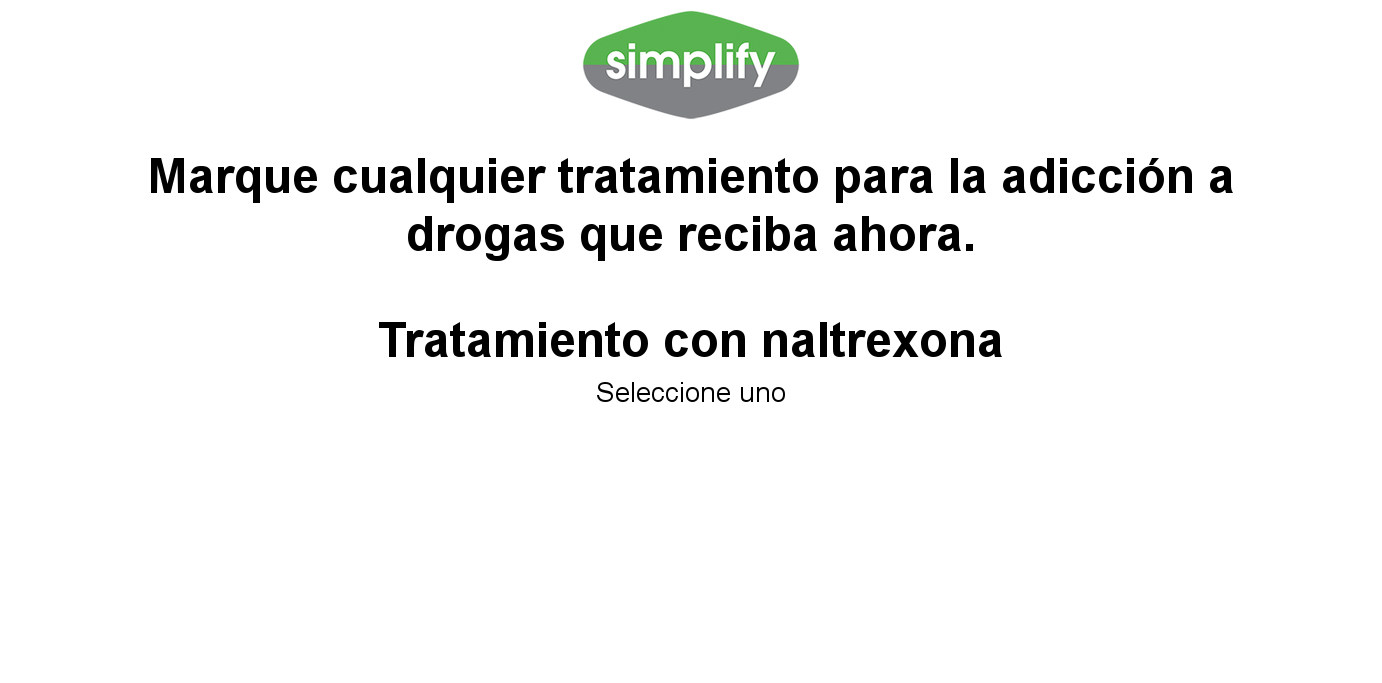 simplify
Marque cualquier tratamiento para la adicción a
drogas que reciba ahora.
Tratamiento con naltrexona
Seleccione uno